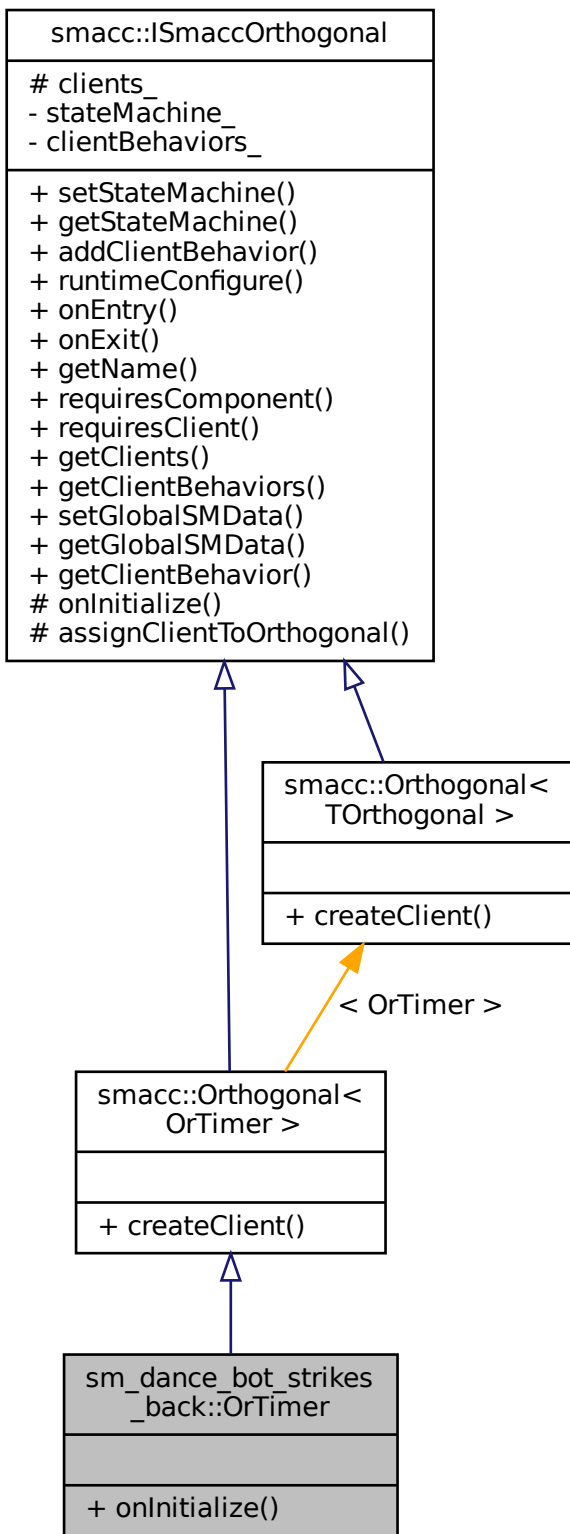 smacc::ISmaccOrthogonal
# clients_
- stateMachine_
- clientBehaviors_
+ setStateMachine()
+ getStateMachine()
+ addClientBehavior()
+ runtimeConfigure()
+ onEntry()
+ onExit()
+ getName()
+ requiresComponent()
+ requiresClient()
+ getClients()
+ getClientBehaviors()
+ setGlobalSMData()
+ getGlobalSMData()
+ getClientBehavior()
# onInitialize()
# assignClientToOrthogonal()
smacc::Orthogonal<
TOrthogonal >
+ createClient()
< OrTimer >
smacc::Orthogonal<
OrTimer >
+ createClient()
sm_dance_bot_strikes
_back::OrTimer
+ onInitialize()